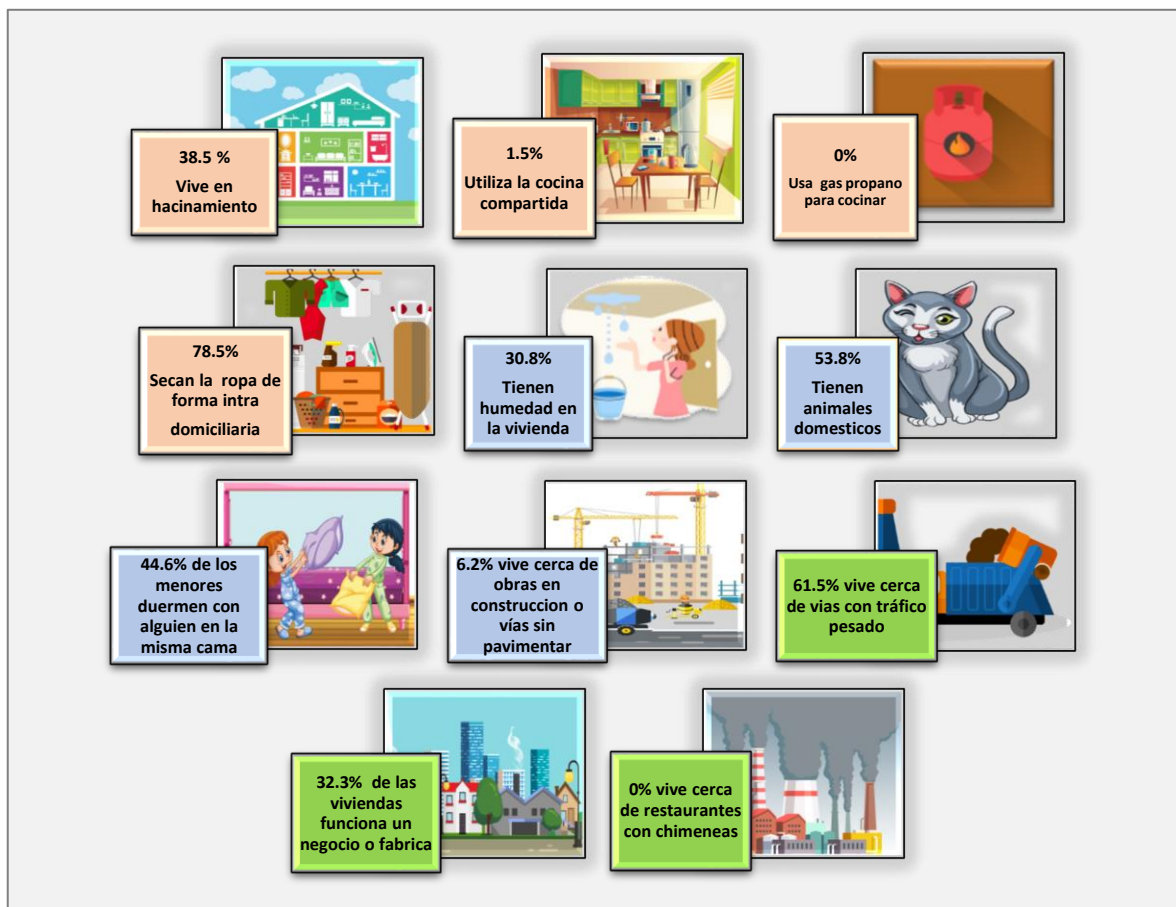 38.5 %
Vive en
hacinamiento
1.5%
Utiliza la cocina
compartida
0%
Usa gas propano
para cocinar
78.5%
Secan la ropa de
forma intra
domiciliaria
30.8%
Tienen
humedad en
la vivienda
53.8%
Tienen
animales
domesticos
44.6% de los
menores
duermen con
alguien en la
misma cama
6.2% vive cerca de
obras en
construccion o
vías sin
pavimentar
61.5% vive cerca
de vias con tráfico
pesado
32.3% de las
viviendas
funciona un
negocio o fabrica
0% vive cerca
de restaurantes
con chimeneas